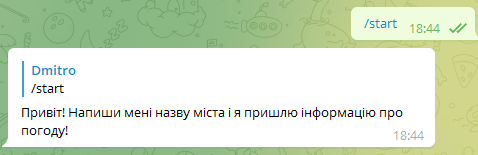 /start
18:44
Dmitro
/start
Привіт! Напиши мені назву міста і я пришлю інформацію про
погоду!
18:44